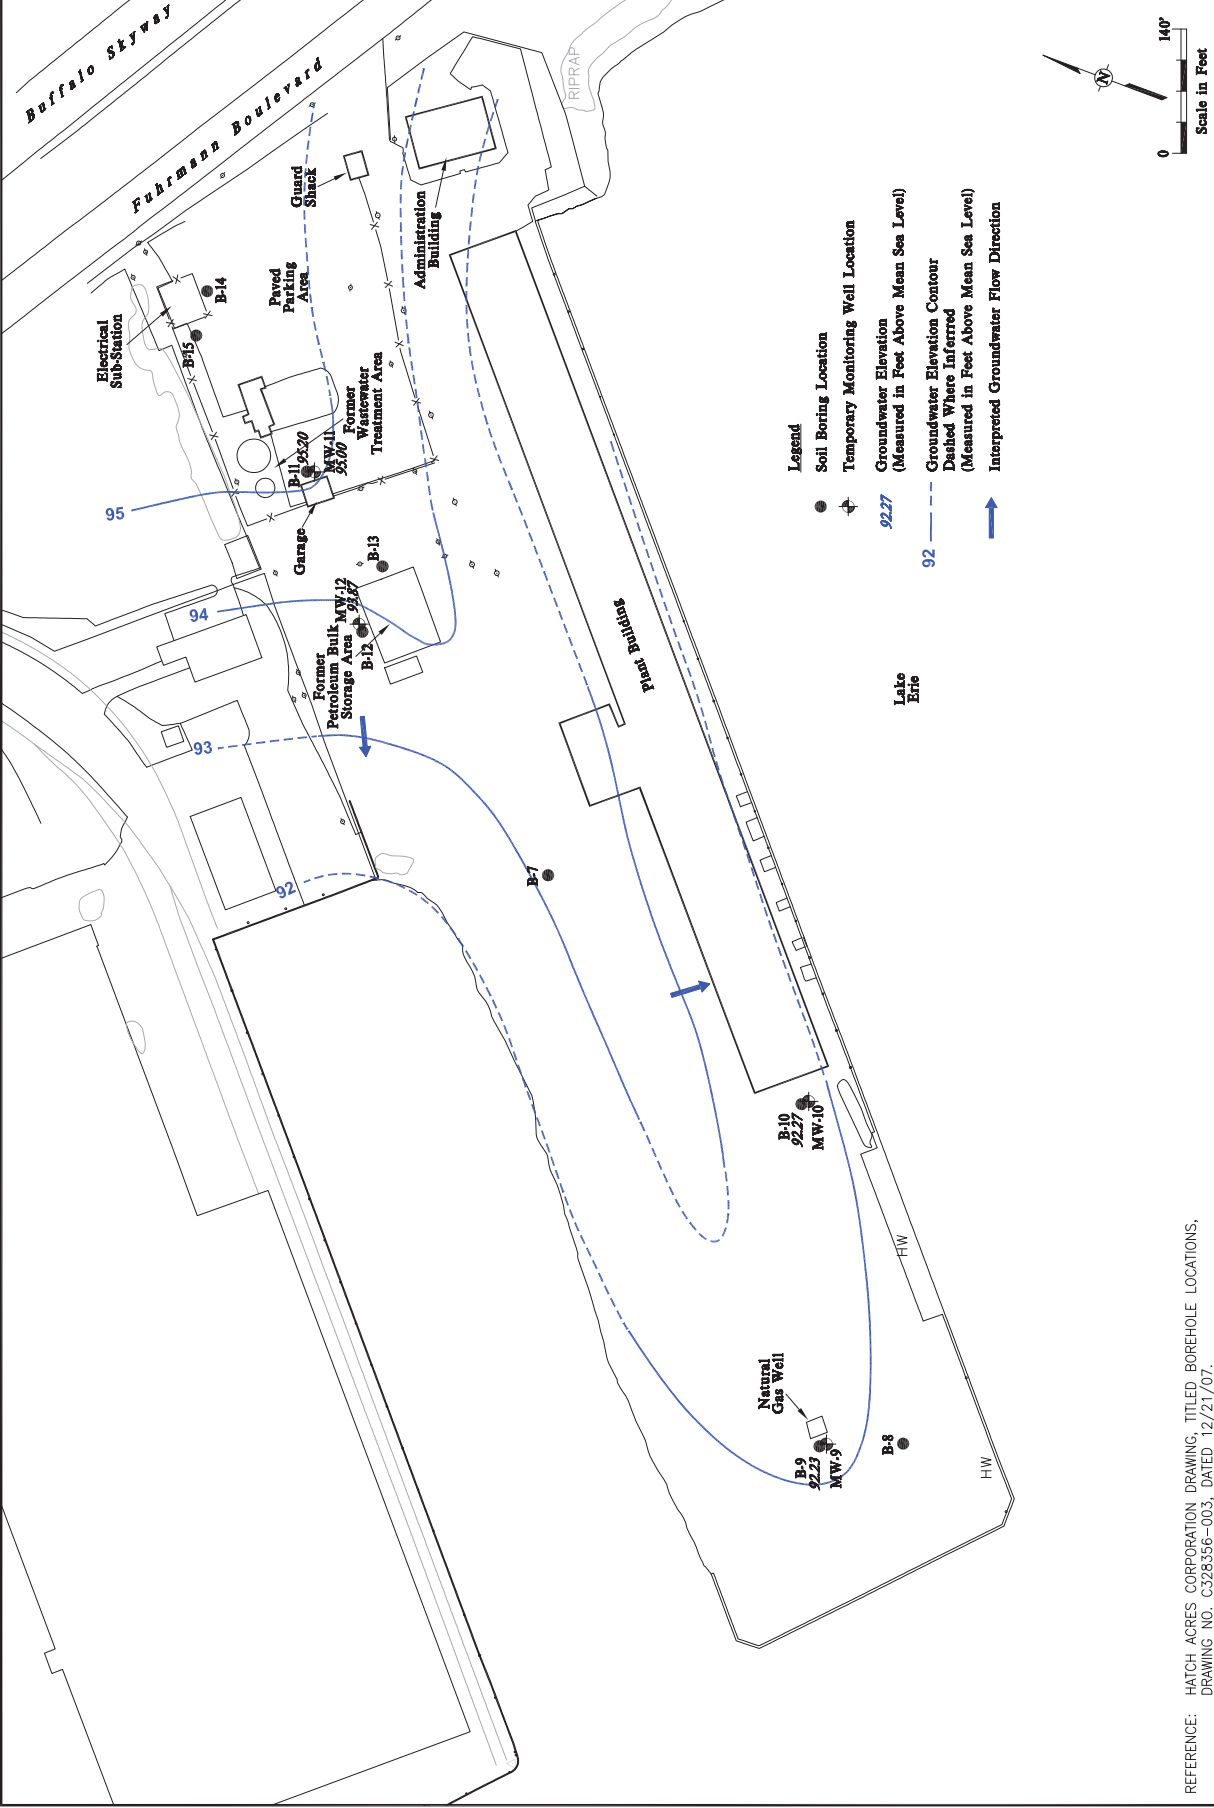 Buffalo Skyway
Fuhrmann Boulevard
RIPRAP
Guard
Shack
Administration
Building
Paved
Parking
Area
Electrical
Sub-Station
B-14
B-15
Former
Wastewater
Treatment Area
B-11 95.20
MW-11
95.00
95
Garage
B-13
94
MW-12
93.87
B-12
Former
Petroleum Bulk
Storage Area
93
92
B-7
Plant Building
Lake
Erie
B-10
92.27
MW-10
HW
Natural
Gas Well
B-9
92.23
MW-9
B-8
HW
Legend
Soil Boring Location
Temporary Monitoring Well Location
92.27 Groundwater Elevation
(Measured in Feet Above Mean Sea Level)
92 Groundwater Elevation Contour
Dashed Where Inferrred
(Measured in Feet Above Mean Sea Level)
Interpreted Groundwater Flow Direction
N
0 140'
Scale in Feet
REFERENCE: HATCH ACRES CORPORATION DRAWING, TITLED BOREHOLE LOCATIONS,
DRAWING NO. C328356-003, DATED 12/21/07.